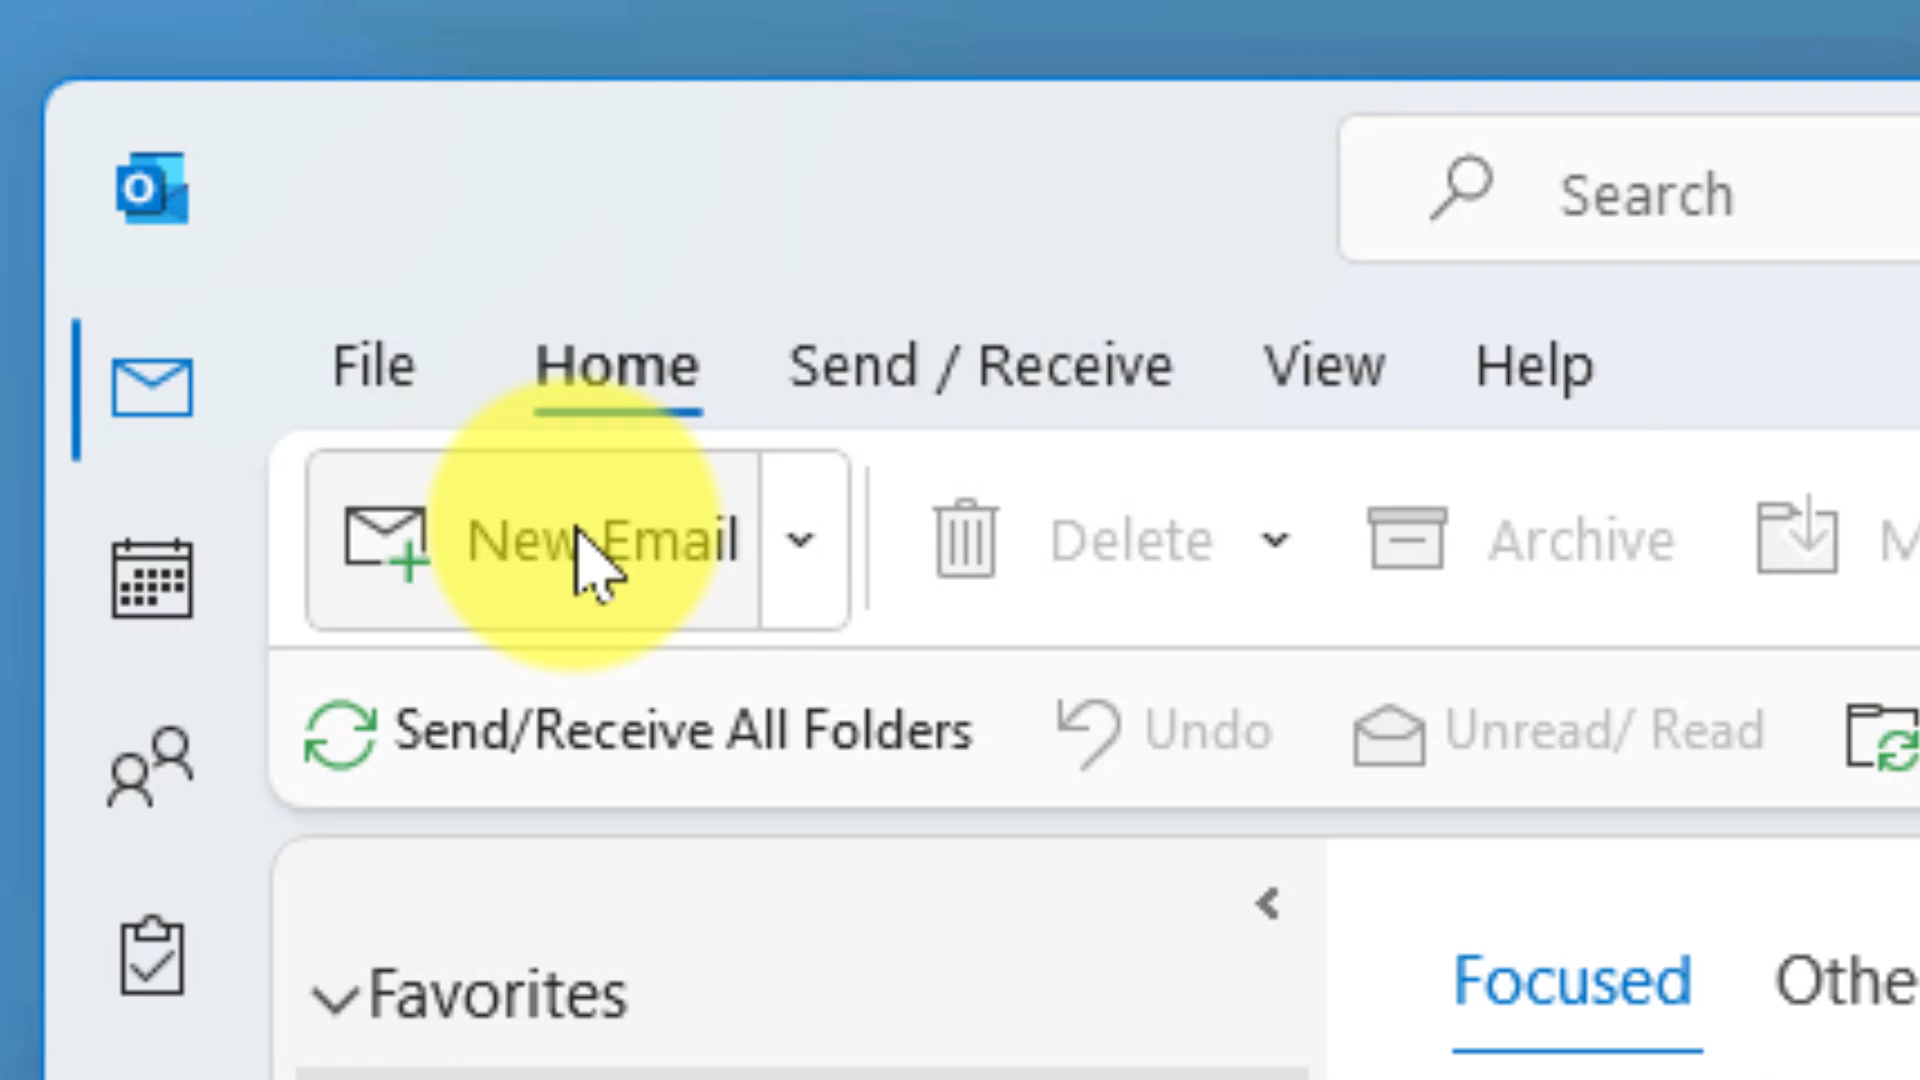 Search
File Home Send / Receive View Help
New Email Delete Archive
Send/Receive All Folders Undo Unread/ Read
Favorites
Focused